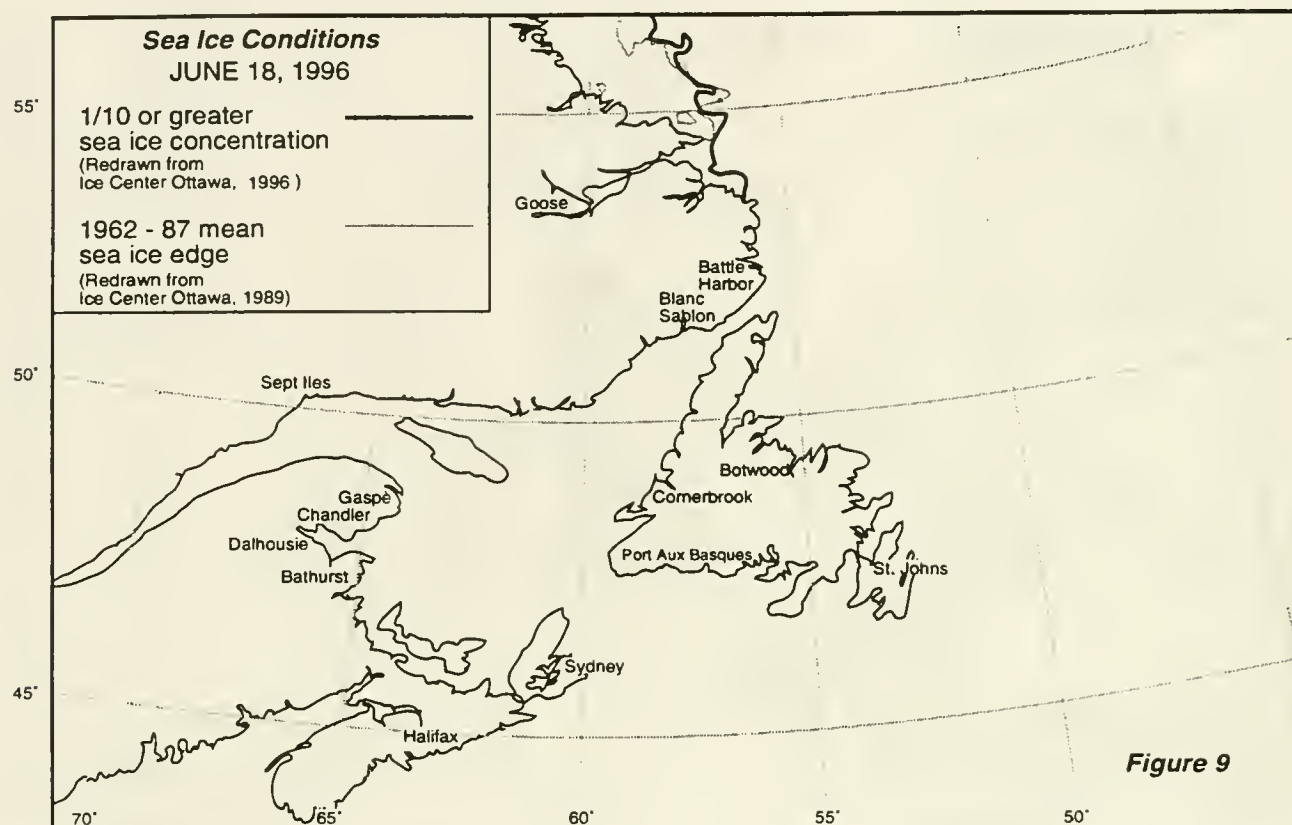 Sea Ice Conditions
JUNE 18, 1996
1/10 or greater
sea ice concentration
(Redrawn from
Ice Center Ottawa, 1996 )
1962 - 87 mean
sea ice edge
(Redrawn from
Ice Center Ottawa, 1989)
55°
50°
45°
Goose
Battle
Harbor
Blanc
Sablon
Sept Iles
Botwood
Cornerbrook
Gaspè
Chandler
Dalhousie
Port Aux Basques
St. Johns
Bathurst
Sydney
Halifax
Figure 9
70°
65°
60°
55°
50°